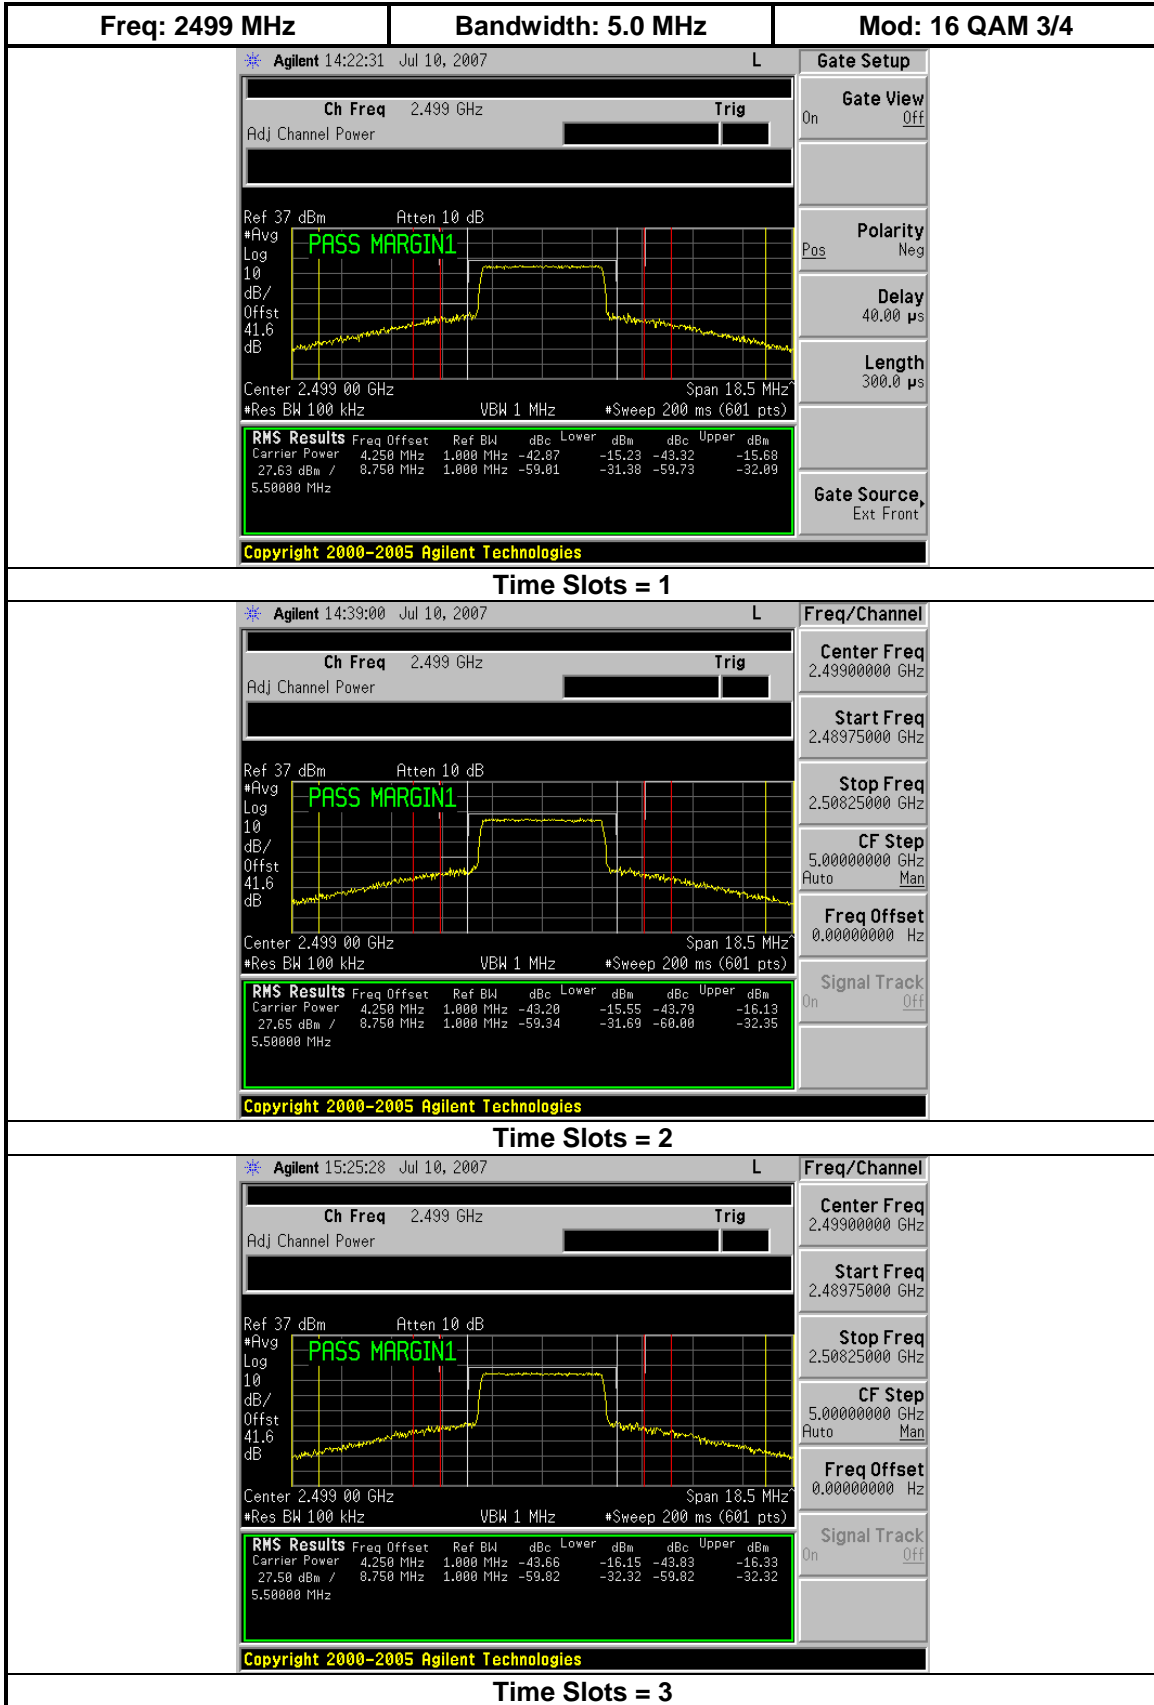 Freq: 2499 MHz Bandwidth: 5.0 MHz Mod: 16 QAM 3/4
Agilent 14:22:31 Jul 10, 2007 L Gate Setup
Ch Freq 2.499 GHz Trig
Adj Channel Power
Gate View
On Off
Ref 37 dBm Atten 10 dB
#Avg
Log
10
dB/
Offst
41.6
dB
PASS MARGIN1
Polarity
Pos Neg
Delay
40.00 µs
Length
300.0 µs
Center 2.499 00 GHz Span 18.5 MHz^
#Res BW 100 kHz VBW 1 MHz #Sweep 200 ms (601 pts)
RMS Results Freq Offset Ref BW dBc Lower dBm dBc Upper dBm
Carrier Power 4.250 MHz 1.000 MHz -42.87 -15.23 -43.32 -15.68
27.63 dBm / 8.750 MHz 1.000 MHz -59.01 -31.38 -59.73 -32.09
5.50000 MHz
Gate Source
Ext Front
Copyright 2000-2005 Agilent Technologies
Time Slots = 1
Agilent 14:39:00 Jul 10, 2007 L Freq/Channel
Ch Freq 2.499 GHz Trig
Adj Channel Power
Center Freq
2.49900000 GHz
Start Freq
2.48975000 GHz
Ref 37 dBm Atten 10 dB
#Avg
Log
10
dB/
Offst
41.6
dB
PASS MARGIN1
Stop Freq
2.50825000 GHz
CF Step
5.00000000 GHz
Auto Man
Freq Offset
0.00000000 Hz
Center 2.499 00 GHz Span 18.5 MHz^
#Res BW 100 kHz VBW 1 MHz #Sweep 200 ms (601 pts)
Signal Track
On Off
RMS Results Freq Offset Ref BW dBc Lower dBm dBc Upper dBm
Carrier Power 4.250 MHz 1.000 MHz -43.20 -15.55 -43.79 -16.13
27.65 dBm / 8.750 MHz 1.000 MHz -59.34 -31.69 -60.00 -32.35
5.50000 MHz
Copyright 2000-2005 Agilent Technologies
Time Slots = 2
Agilent 15:25:28 Jul 10, 2007 L Freq/Channel
Ch Freq 2.499 GHz Trig
Adj Channel Power
Center Freq
2.49900000 GHz
Start Freq
2.48975000 GHz
Ref 37 dBm Atten 10 dB
#Avg
Log
10
dB/
Offst
41.6
dB
PASS MARGIN1
Stop Freq
2.50825000 GHz
CF Step
5.00000000 GHz
Auto Man
Freq Offset
0.00000000 Hz
Center 2.499 00 GHz Span 18.5 MHz^
#Res BW 100 kHz VBW 1 MHz #Sweep 200 ms (601 pts)
Signal Track
On Off
RMS Results Freq Offset Ref BW dBc Lower dBm dBc Upper dBm
Carrier Power 4.250 MHz 1.000 MHz -43.66 -16.15 -43.83 -16.33
27.50 dBm / 8.750 MHz 1.000 MHz -59.82 -32.32 -59.82 -32.32
5.50000 MHz
Copyright 2000-2005 Agilent Technologies
Time Slots = 3